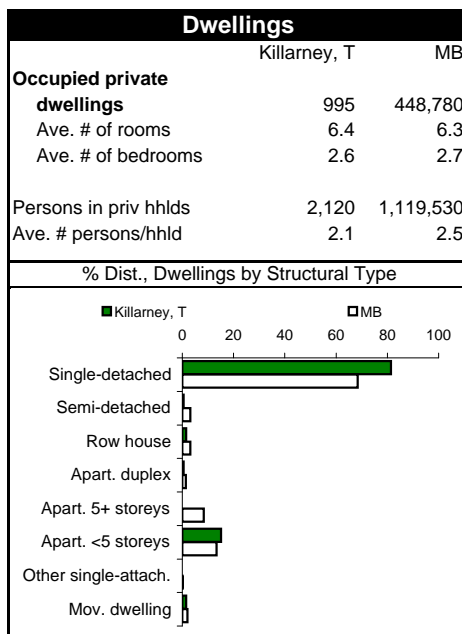 Dwellings
Killarney, T MB
Occupied private
dwellings 995 448,780
Ave. # of rooms 6.4 6.3
Ave. # of bedrooms 2.6 2.7
Persons in priv hhlds 2,120 1,119,530
Ave. # persons/hhld 2.1 2.5
% Dist., Dwellings by Structural Type
Killarney, T MB
0 20 40 60 80 100
Single-detached
Semi-detached
Row house
Apart. duplex
Apart. 5+ storeys
Apart. <5 storeys
Other single-attach.
Mov. dwelling